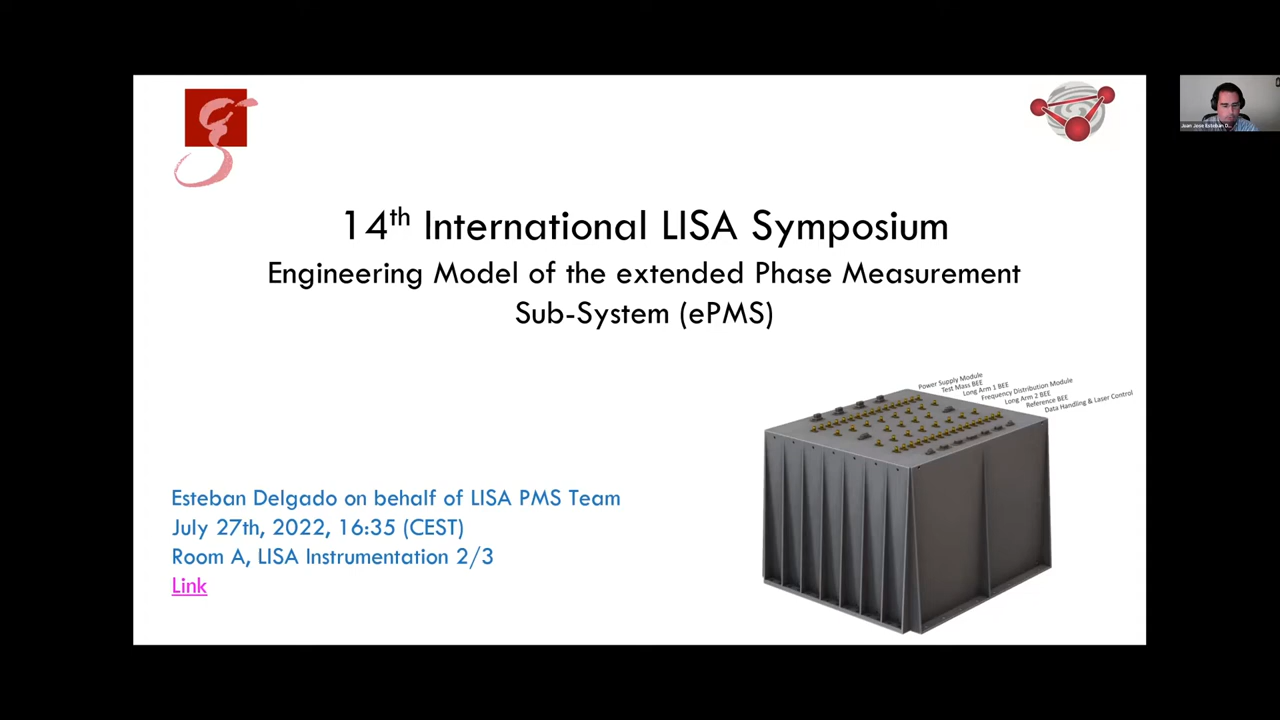 14th International LISA Symposium
Engineering Model of the extended Phase Measurement
Sub-System (ePMS)
Power Supply Module
Test Mass BEE
Long Arm 1 BEE
Frequency Distribution Module
Long Arm 2 BEE
Reference BEE
Data Handling & Laser Control
Esteban Delgado on behalf of LISA PMS Team
July 27th, 2022, 16:35 (CEST)
Room A, LISA Instrumentation 2/3
Link
Juan Jose Esteban D...